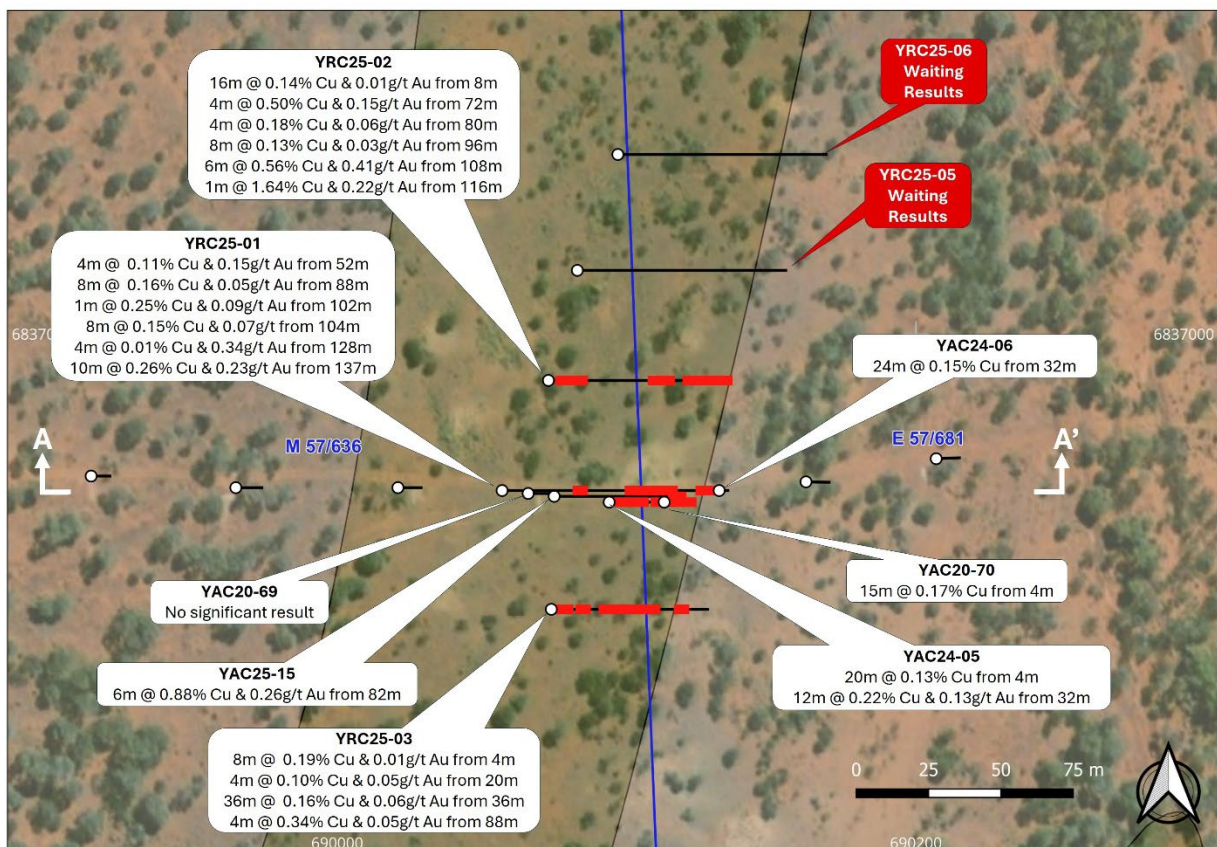 YRC25-02
16m @ 0.14% Cu & 0.01g/t Au from 8m
4m @ 0.50% Cu & 0.15g/t Au from 72m
4m @ 0.18% Cu & 0.06g/t Au from 80m
8m @ 0.13% Cu & 0.03g/t Au from 96m
6m @ 0.56% Cu & 0.41g/t Au from 108m
1m @ 1.64% Cu & 0.22g/t Au from 116m
YRC25-06
Waiting
Results
YRC25-05
Waiting
Results
YRC25-01
4m @ 0.11% Cu & 0.15g/t Au from 52m
8m @ 0.16% Cu & 0.05g/t Au from 88m
1m @ 0.25% Cu & 0.09g/t Au from 102m
8m @ 0.15% Cu & 0.07g/t from 104m
4m @ 0.01% Cu & 0.34g/t Au from 128m
10m @ 0.26% Cu & 0.23g/t Au from 137m
6837000
6837000
YAC24-06
24m @ 0.15% Cu from 32m
A
M 57/636
E 57/681
A'
YAC20-69
No significant result
YAC20-70
15m @ 0.17% Cu from 4m
YAC25-15
6m @ 0.88% Cu & 0.26g/t Au from 82m
YAC24-05
20m @ 0.13% Cu from 4m
12m @ 0.22% Cu & 0.13g/t Au from 32m
YRC25-03
8m @ 0.19% Cu & 0.01g/t Au from 4m
4m @ 0.10% Cu & 0.05g/t Au from 20m
36m @ 0.16% Cu & 0.06g/t Au from 36m
4m @ 0.34% Cu & 0.05g/t Au from 88m
0 25 50 75 m
690000
690200